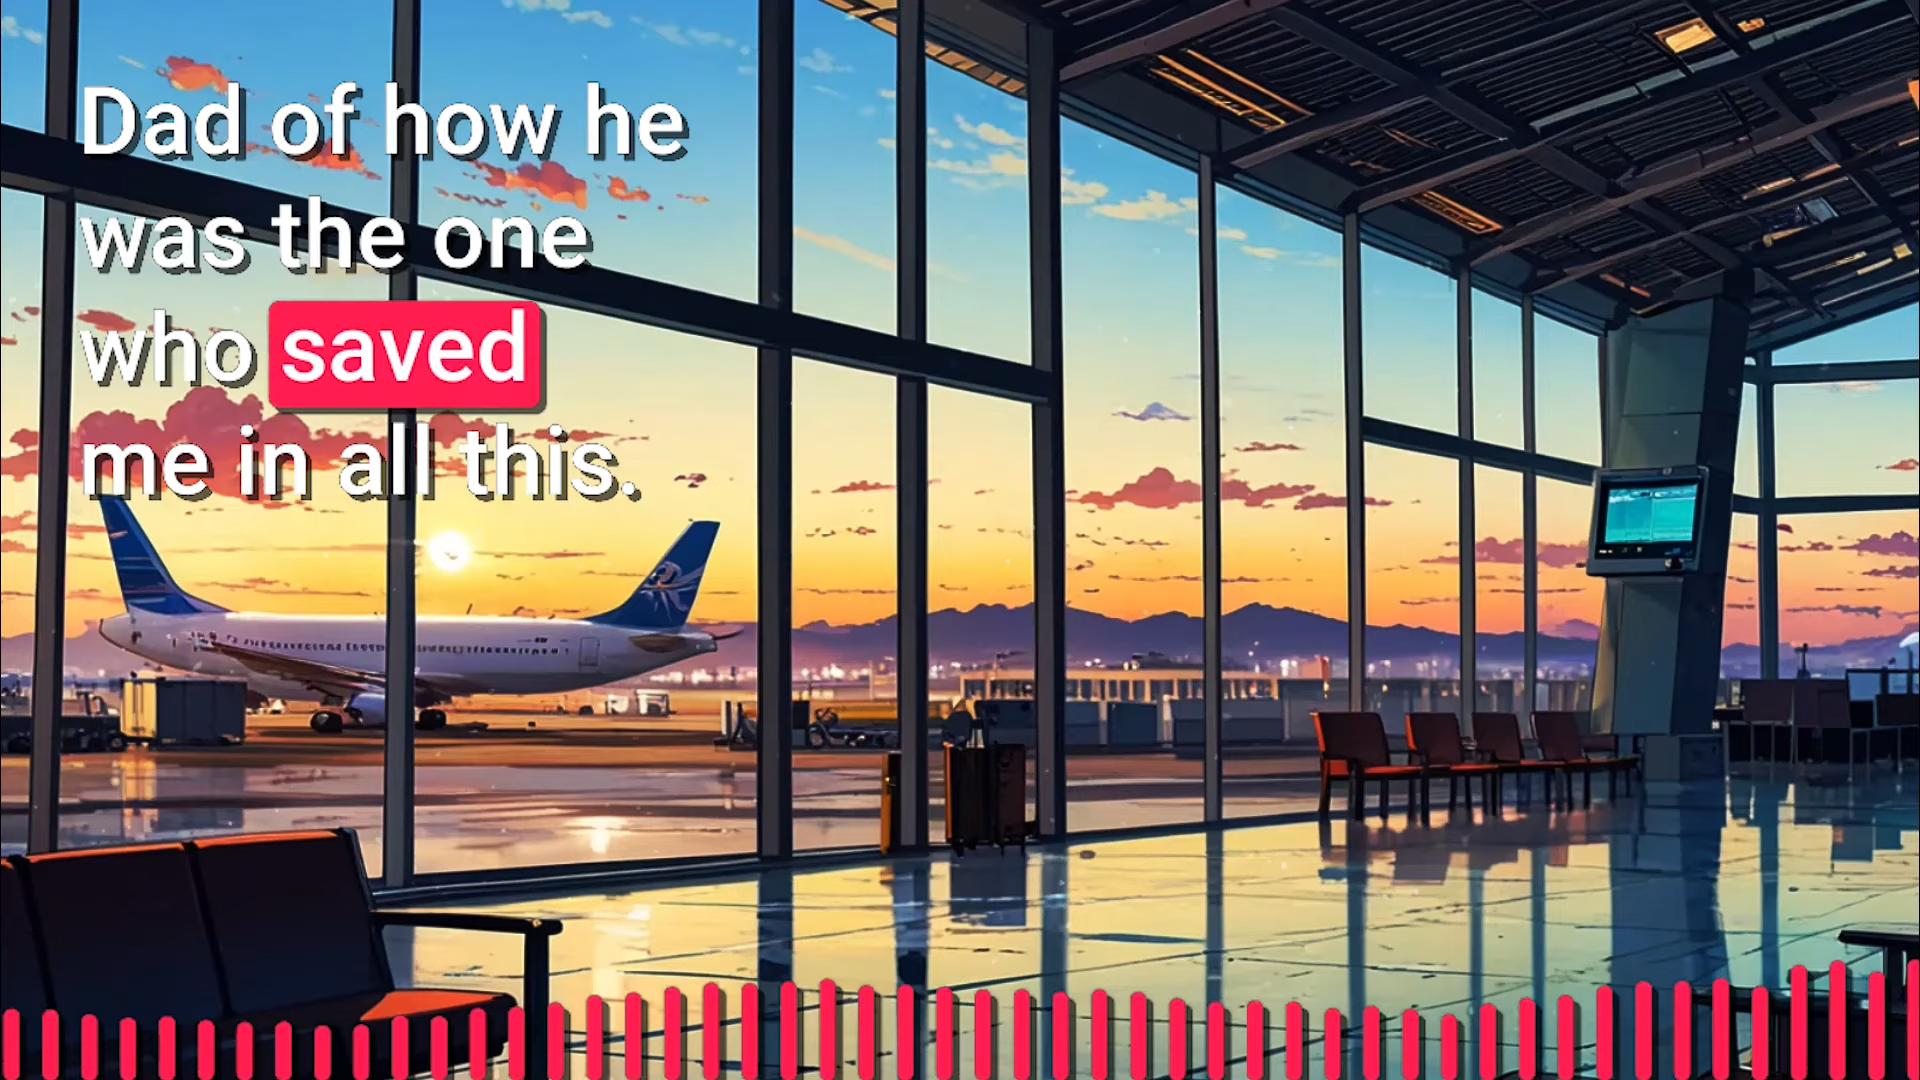 Dad of how he
was the one
who saved
me in all this.